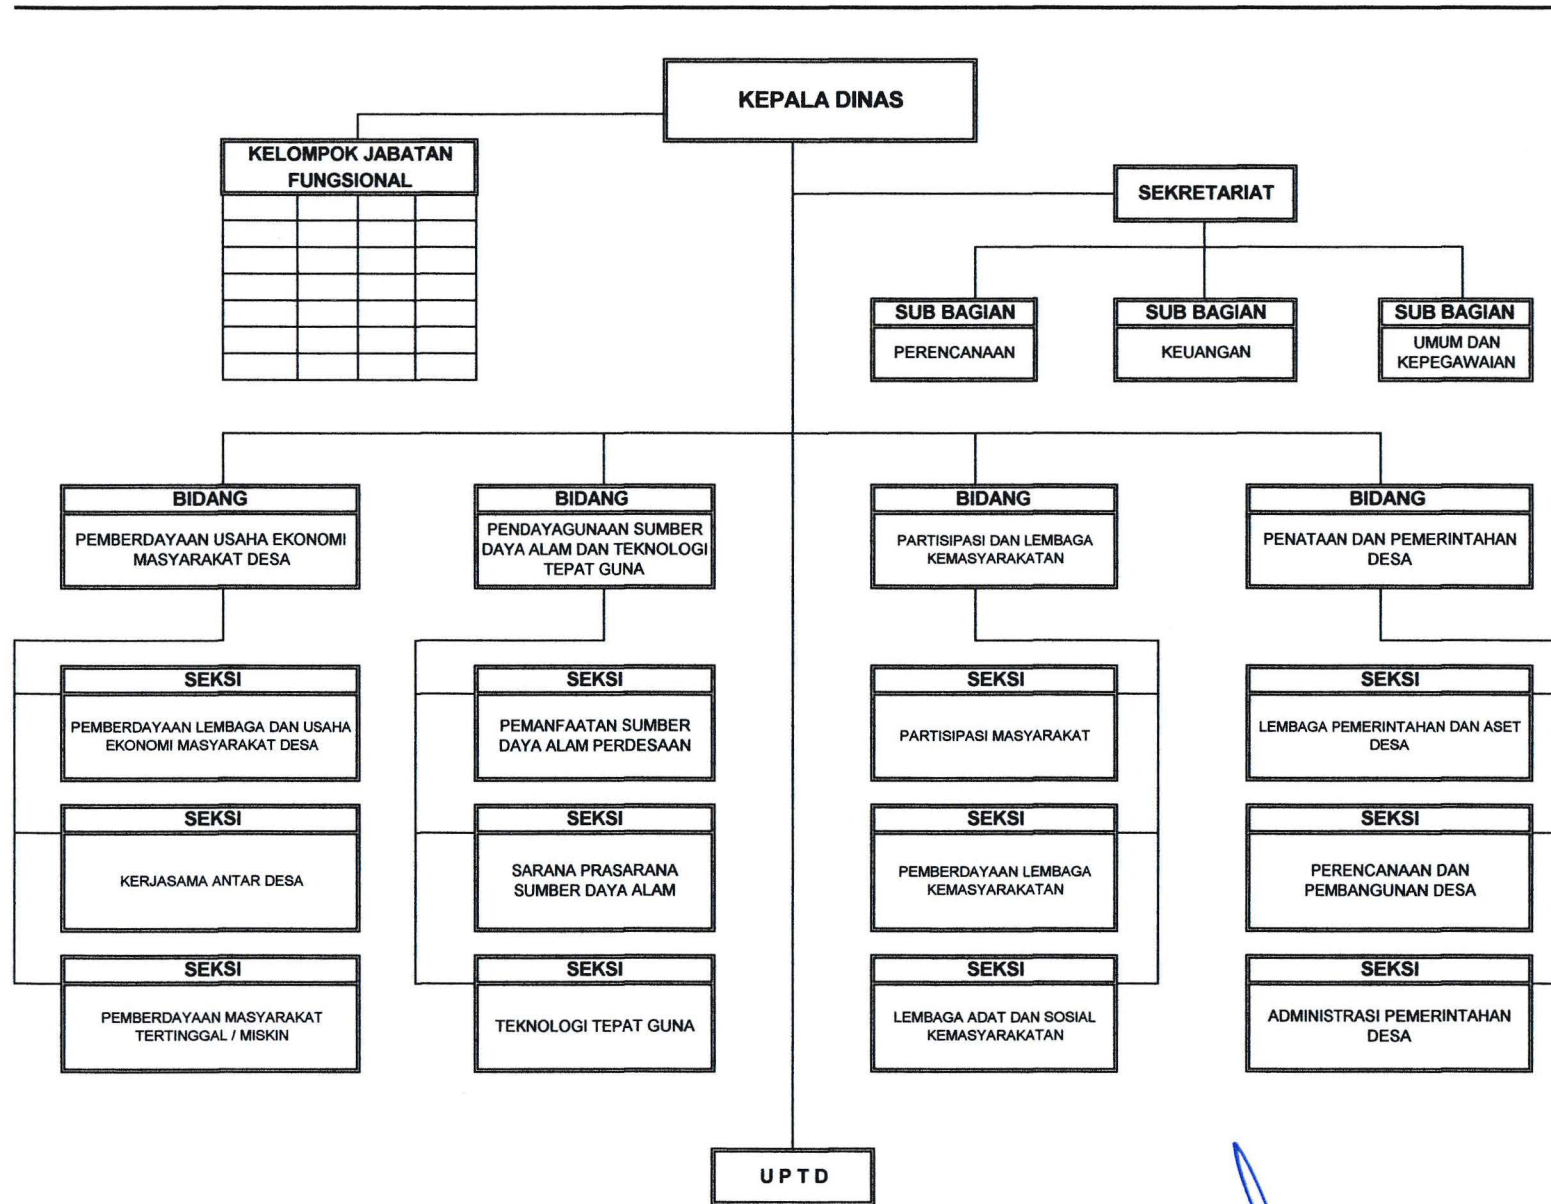 KEPALA DINAS
KELOMPOK JABATAN
FUNGSIONAL
SEKRETARIAT
SUB BAGIAN
PERENCANAAN
SUB BAGIAN
KEUANGAN
SUB BAGIAN
UMUM DAN
KEPEGAWAIAN
BIDANG
PEMBERDAYAAN USAHA EKONOMI
MASYARAKAT DESA
BIDANG
PENDAYAGUNAAN SUMBER
DAYA ALAM DAN TEKNOLOGI
TEPAT GUNA
BIDANG
PARTISIPASI DAN LEMBAGA
KEMASYARAKATAN
BIDANG
PENATAAN DAN PEMERINTAHAN
DESA
SEKSI
PEMBERDAYAAN LEMBAGA DAN USAHA
EKONOMI MASYARAKAT DESA
SEKSI
PEMANFAATAN SUMBER
DAYA ALAM PERDESAAN
SEKSI
PARTISIPASI MASYARAKAT
SEKSI
LEMBAGA PEMERINTAHAN DAN ASET
DESA
SEKSI
KERJASAMA ANTAR DESA
SEKSI
SARANA PRASARANA
SUMBER DAYA ALAM
SEKSI
PEMBERDAYAAN LEMBAGA
KEMASYARAKATAN
SEKSI
PERENCANAAN DAN
PEMBANGUNAN DESA
SEKSI
PEMBERDAYAAN MASYARAKAT
TERTINGGAL / MISKIN
SEKSI
TEKNOLOGI TEPAT GUNA
SEKSI
LEMBAGA ADAT DAN SOSIAL
KEMASYARAKATAN
SEKSI
ADMINISTRASI PEMERINTAHAN
DESA
U P T D